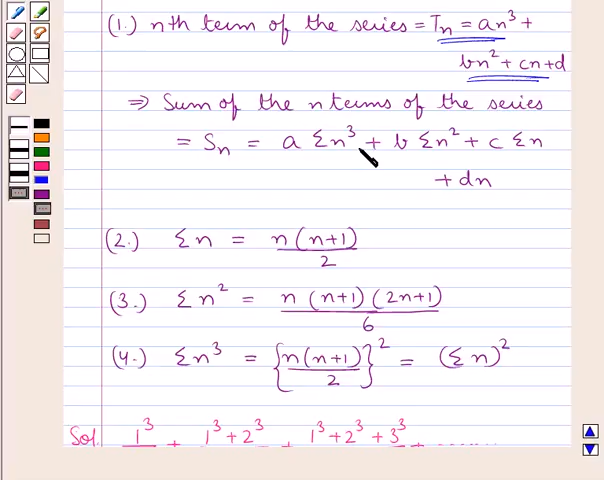 (1.) nth term of the series = Tn = an³ +
bn² + cn + d
⇒ Sum of the n terms of the series
= Sn = a Σn³ + b Σn² + c Σn
+ dn
(2.) Σn = n(n+1)/2
(3.) Σn² = n(n+1)(2n+1)/6
(4.) Σn³ = {n(n+1)/2}² = (Σn)²
Sol. 1³ + 1³+2³ + 1³+2³+3³ + ......